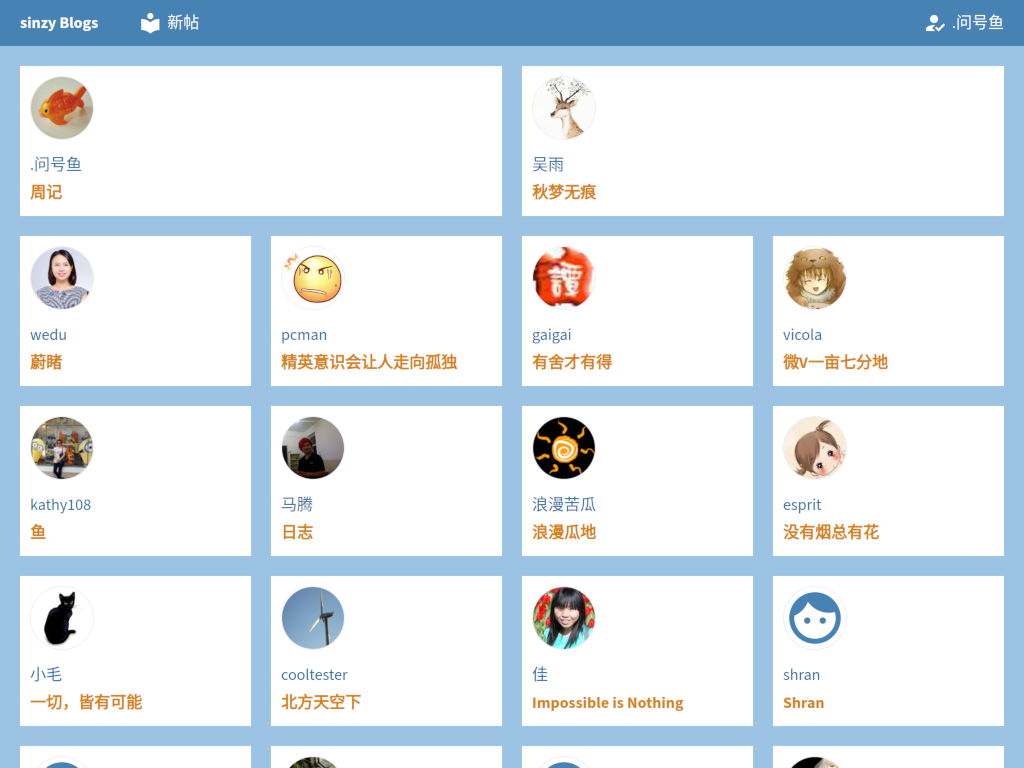 sinzy Blogs
新帖
.问号鱼
.问号鱼
周记
吴雨
秋梦无痕
wedu
蔚睹
pcman
精英意识会让人走向孤独
gaigai
有舍才有得
vicola
微V一亩七分地
kathy108
鱼
马腾
日志
浪漫苦瓜
浪漫瓜地
esprit
没有烟总有花
小毛
一切，皆有可能
cooltester
北方天空下
佳
Impossible is Nothing
shran
Shran